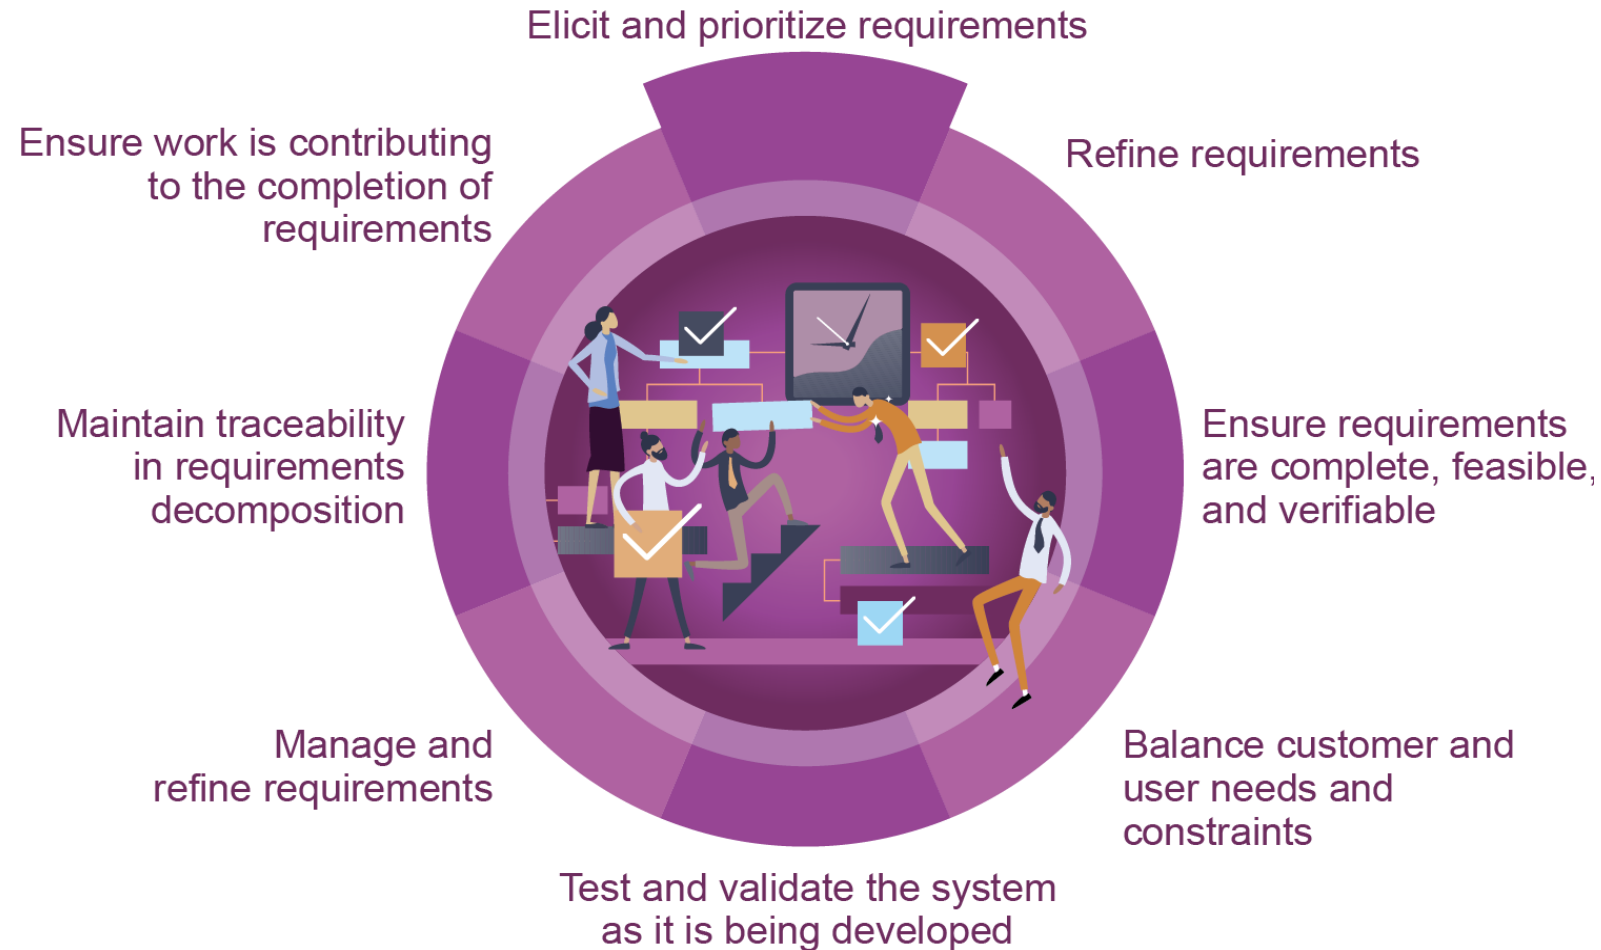 Elicit and prioritize requirements
Refine requirements
Ensure requirements
are complete, feasible,
and verifiable
Balance customer and
user needs and
constraints
Test and validate the system
as it is being developed
Manage and
refine requirements
Maintain traceability
in requirements
decomposition
Ensure work is contributing
to the completion of
requirements